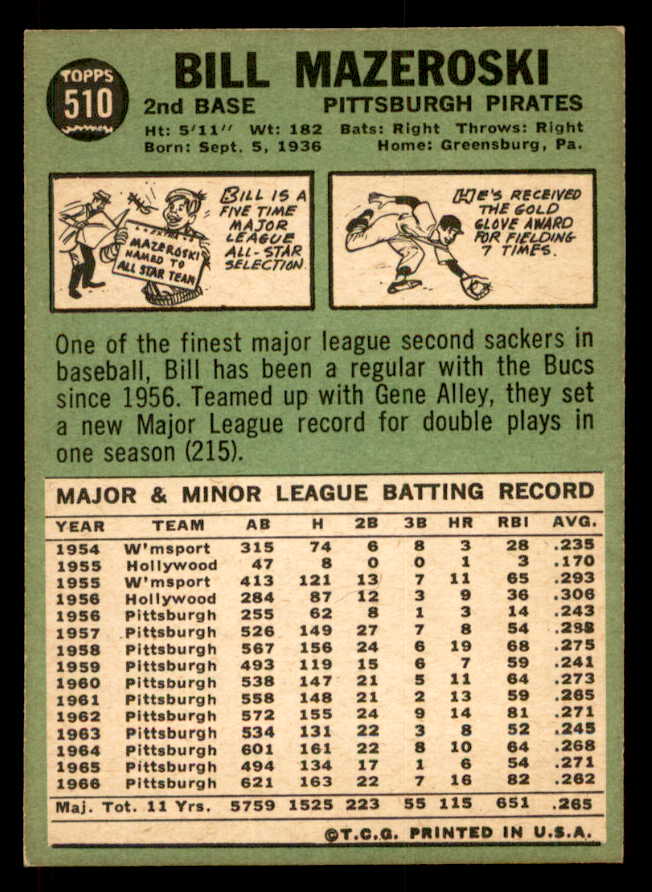 TOPPS
510
BILL MAZEROSKI
2nd BASE PITTSBURGH PIRATES
Ht: 5'11" Wt: 182 Bats: Right Throws: Right
Born: Sept. 5, 1936 Home: Greensburg, Pa.
EXTRA
MAZEROSKI
NAMED TO
ALL STAR TEAM
BILL IS A
FIVE TIME
MAJOR
LEAGUE
ALL-STAR
SELECTION.
HE'S RECEIVED
THE GOLD
GLOVE AWARD
FOR FIELDING
7 TIMES.
One of the finest major league second sackers in
baseball, Bill has been a regular with the Bucs
since 1956. Teamed up with Gene Alley, they set
a new Major League record for double plays in
one season (215).
MAJOR & MINOR LEAGUE BATTING RECORD
YEAR TEAM AB H 2B 3B HR RBI AVG.
1954 W'msport 315 74 6 8 3 28 .235
1955 Hollywood 47 8 0 0 1 3 .170
1955 W'msport 413 121 13 7 11 65 .293
1956 Hollywood 284 87 12 3 9 36 .306
1956 Pittsburgh 255 62 8 1 3 14 .243
1957 Pittsburgh 526 149 27 7 8 54 .283
1958 Pittsburgh 567 156 24 6 19 68 .275
1959 Pittsburgh 493 119 15 6 7 59 .241
1960 Pittsburgh 538 147 21 5 11 64 .273
1961 Pittsburgh 558 148 21 2 13 59 .265
1962 Pittsburgh 572 155 24 9 14 81 .271
1963 Pittsburgh 534 131 22 3 8 52 .245
1964 Pittsburgh 601 161 22 8 10 64 .268
1965 Pittsburgh 494 134 17 1 6 54 .271
1966 Pittsburgh 621 163 22 7 16 82 .262
Maj. Tot. 11 Yrs. 5759 1525 223 55 115 651 .265
©T.C.G. PRINTED IN U.S.A.